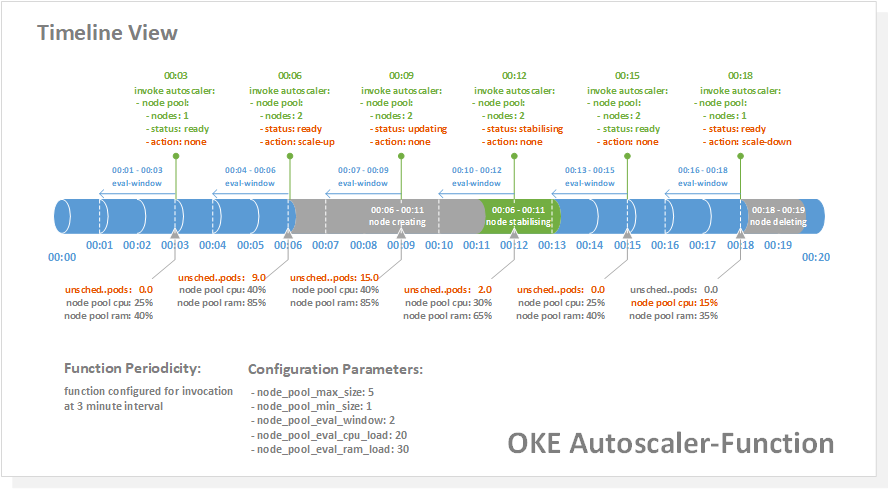 Timeline View
00:03
invoke autoscaler:
- node pool:
- nodes: 1
- status: ready
- action: none
00:06
invoke autoscaler:
- node pool:
- nodes: 2
- status: ready
- action: scale-up
00:09
invoke autoscaler:
- node pool:
- nodes: 2
- status: updating
- action: none
00:12
invoke autoscaler:
- node pool:
- nodes: 2
- status: stabilising
- action: none
00:15
invoke autoscaler:
- node pool:
- nodes: 2
- status: ready
- action: none
00:18
invoke autoscaler:
- node pool:
- nodes: 1
- status: ready
- action: scale-down
00:01 - 00:03
eval-window
00:04 - 00:06
eval-window
00:07 - 00:09
eval-window
00:10 - 00:12
eval-window
00:13 - 00:15
eval-window
00:16 - 00:18
eval-window
00:06 - 00:11
node creating
00:06 - 00:11
node stabilising
00:18 - 00:19
node deleting
00:00
00:01
00:02
00:03
00:04
00:05
00:06
00:07
00:08
00:09
00:10
00:11
00:12
00:13
00:14
00:15
00:16
00:17
00:18
00:19
00:20
unsched..pods: 0.0
node pool cpu: 25%
node pool ram: 40%
unsched..pods: 9.0
node pool cpu: 40%
node pool ram: 85%
unsched..pods: 15.0
node pool cpu: 40%
node pool ram: 85%
unsched..pods: 2.0
node pool cpu: 30%
node pool ram: 65%
unsched..pods: 0.0
node pool cpu: 25%
node pool ram: 40%
unsched..pods: 0.0
node pool cpu: 15%
node pool ram: 35%
Function Periodicity:
function configured for invocation
at 3 minute interval
Configuration Parameters:
- node_pool_max_size: 5
- node_pool_min_size: 1
- node_pool_eval_window: 2
- node_pool_eval_cpu_load: 20
- node_pool_eval_ram_load: 30
OKE Autoscaler-Function